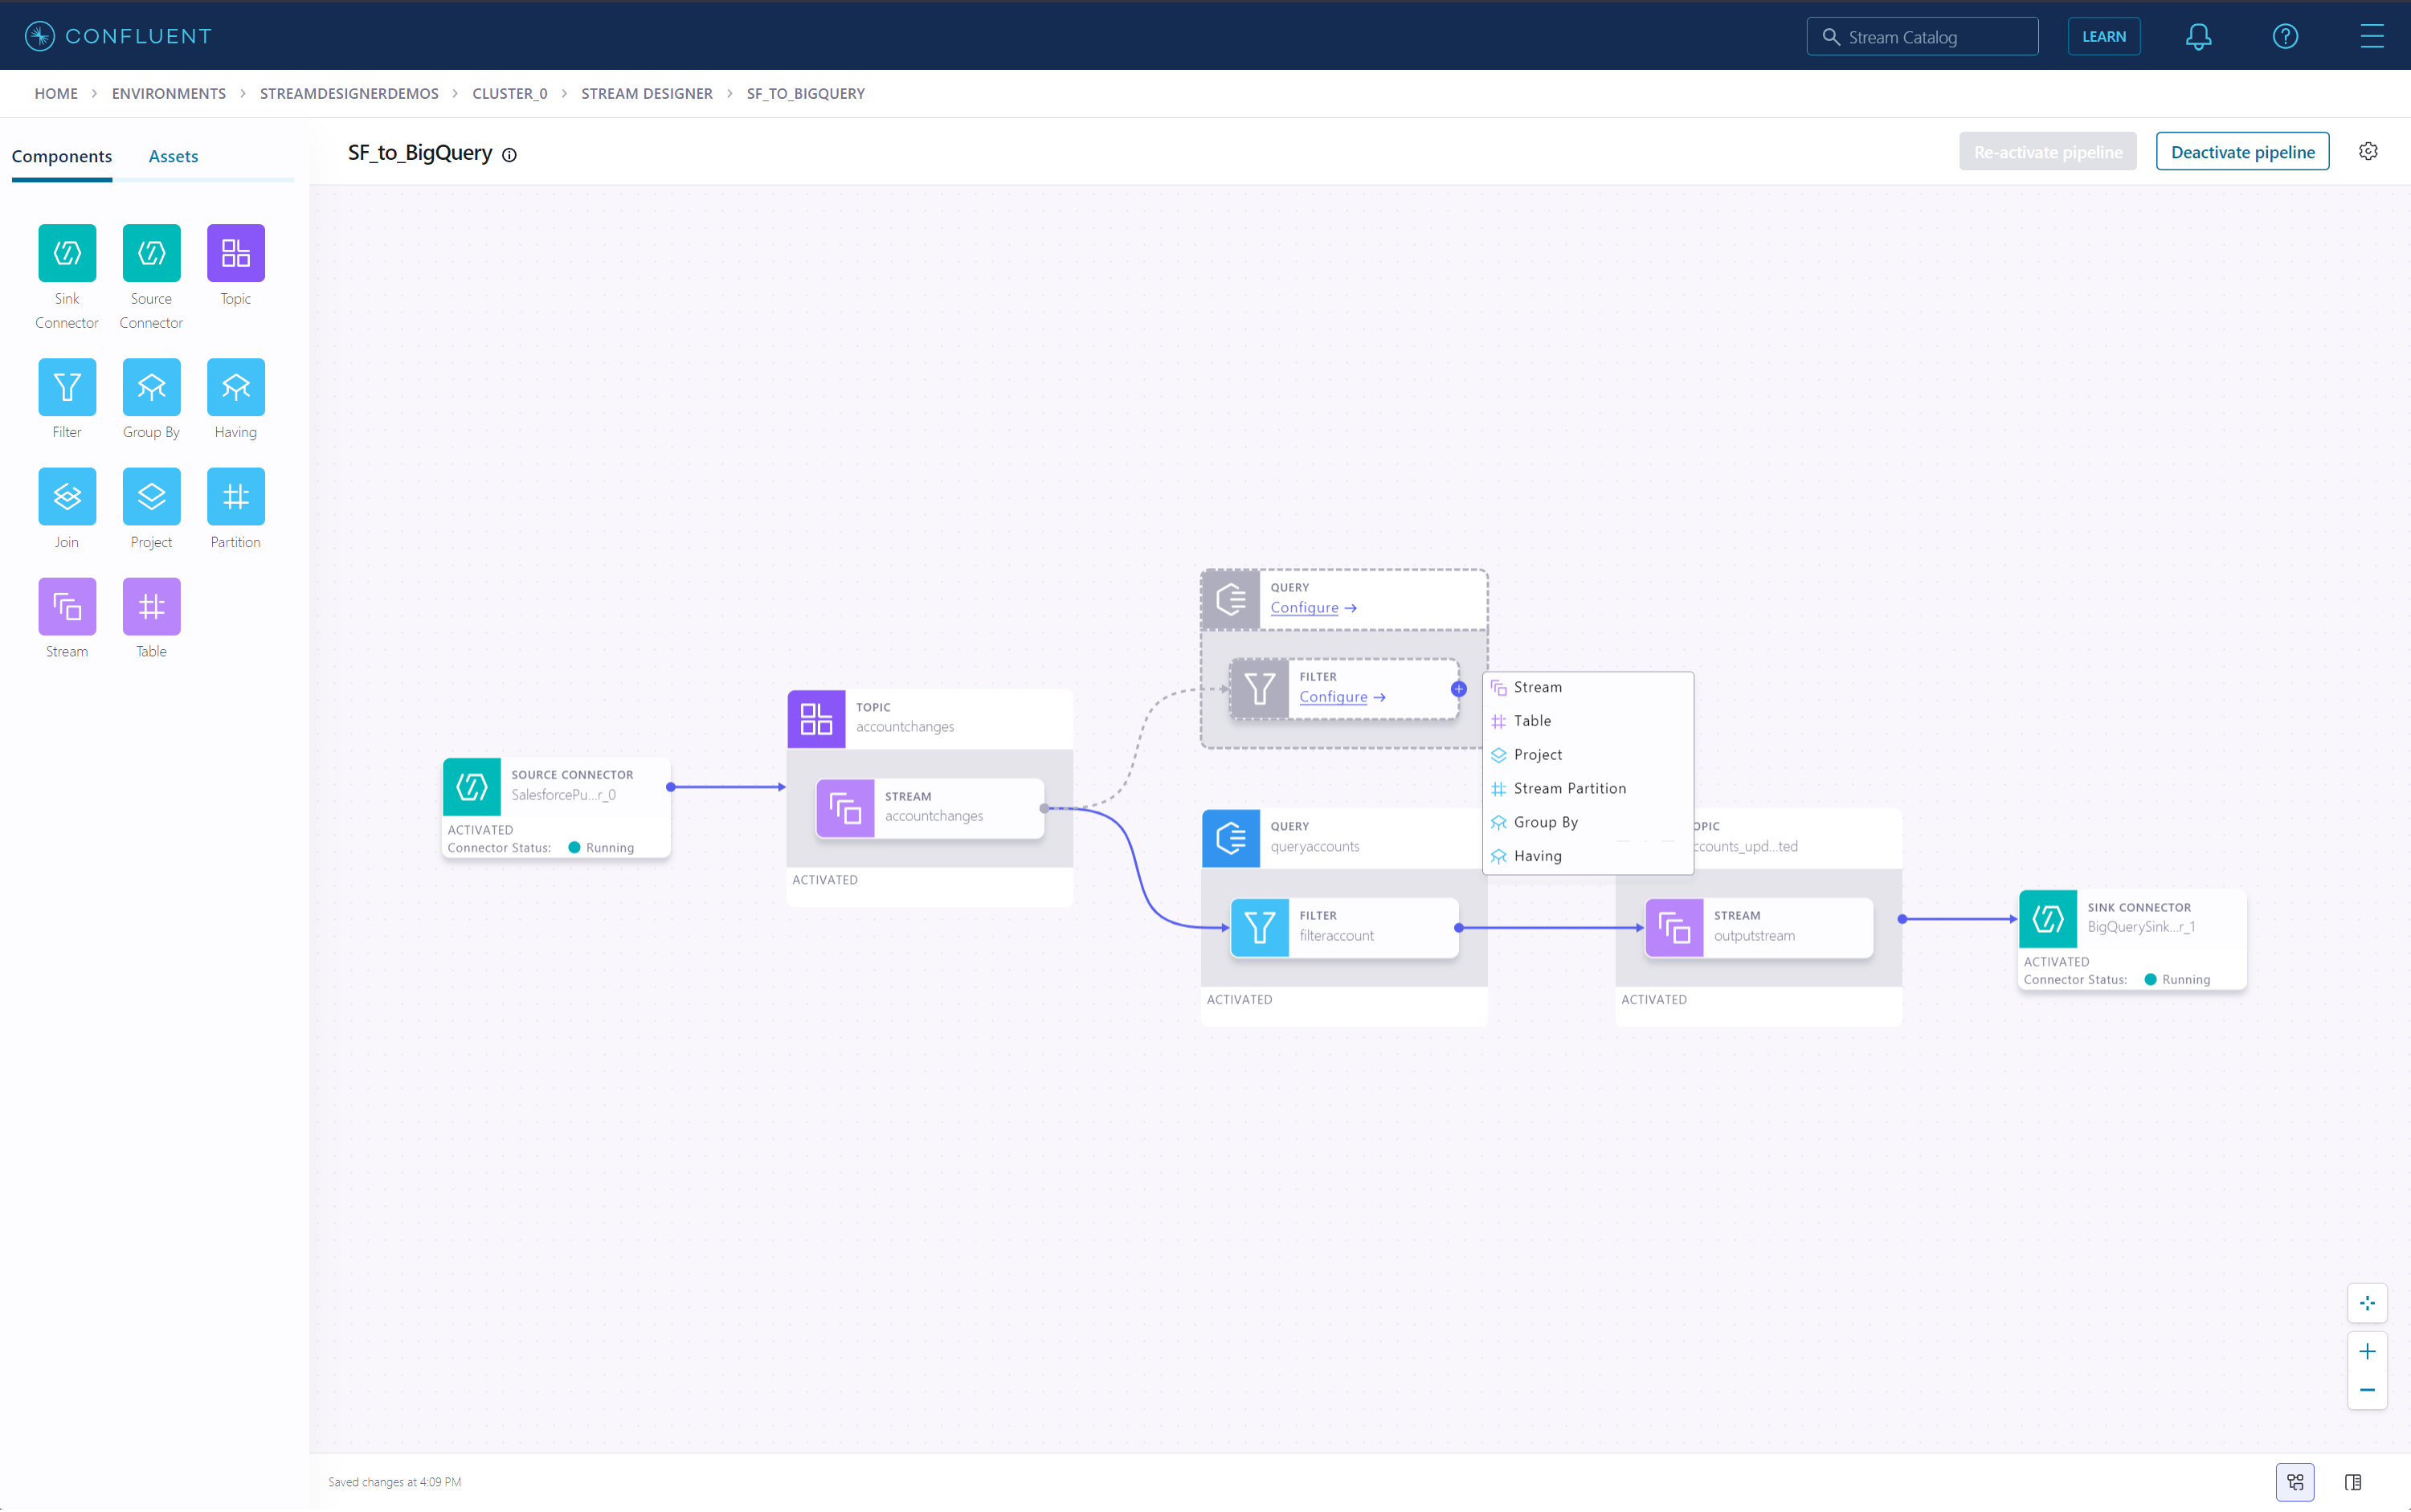 CONFLUENT
Stream Catalog
LEARN
HOME > ENVIRONMENTS > STREAMDESIGNERDEMOS > CLUSTER_0 > STREAM DESIGNER > SF_TO_BIGQUERY
Components
Assets
SF_to_BigQuery
Re-activate pipeline
Deactivate pipeline
Sink
Connector
Source
Connector
Topic
Filter
Group By
Having
Join
Project
Partition
Stream
Table
SOURCE CONNECTOR
SalesforcePu...r_0
ACTIVATED
Connector Status:
Running
TOPIC
accountchanges
STREAM
accountchanges
ACTIVATED
QUERY
Configure →
FILTER
Configure →
Stream
Table
Project
Stream Partition
Group By
Having
QUERY
queryaccounts
FILTER
filteraccount
ACTIVATED
OPIC
ccounts_upd...ted
STREAM
outputstream
ACTIVATED
SINK CONNECTOR
BigQuerySink...r_1
ACTIVATED
Connector Status:
Running
Saved changes at 4:09 PM